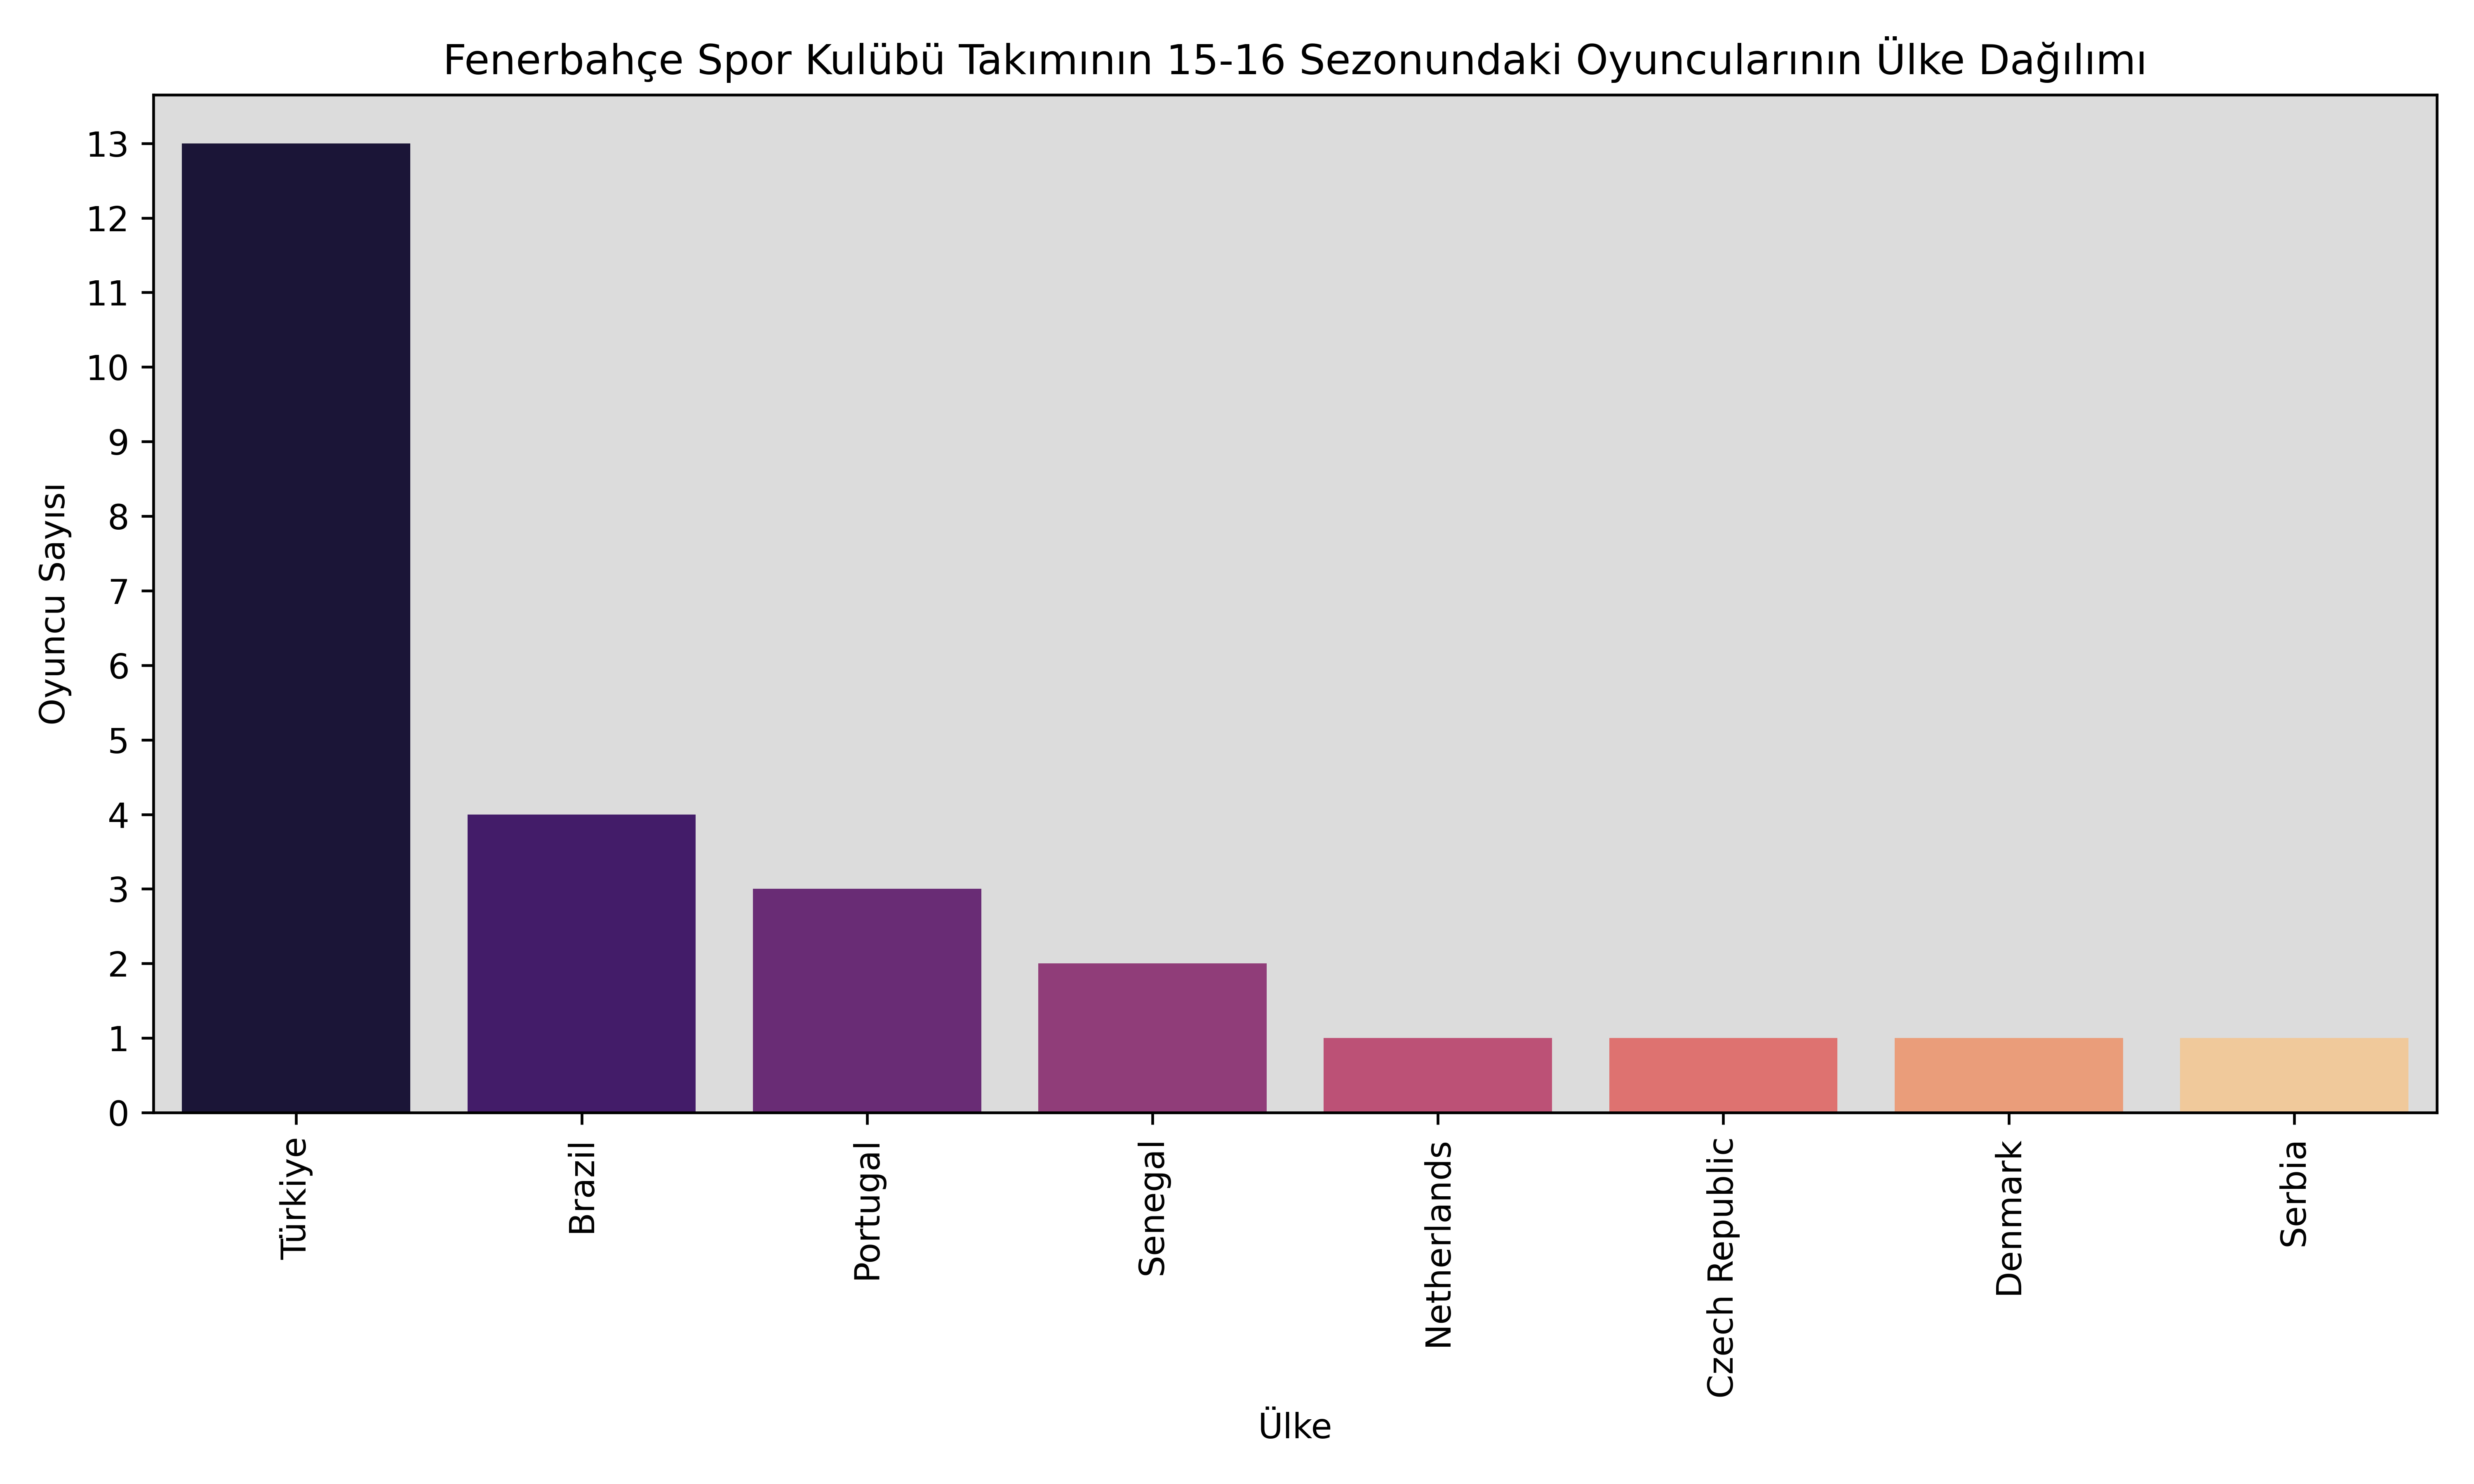 Fenerbahçe Spor Kulübü Takımının 15-16 Sezonundaki Oyuncularının Ülke Dağılımı
Oyuncu Sayısı
13
12
11
10
9
8
7
6
5
4
3
2
1
0
Türkiye
Brazil
Portugal
Senegal
Netherlands
Czech Republic
Denmark
Serbia
Ülke